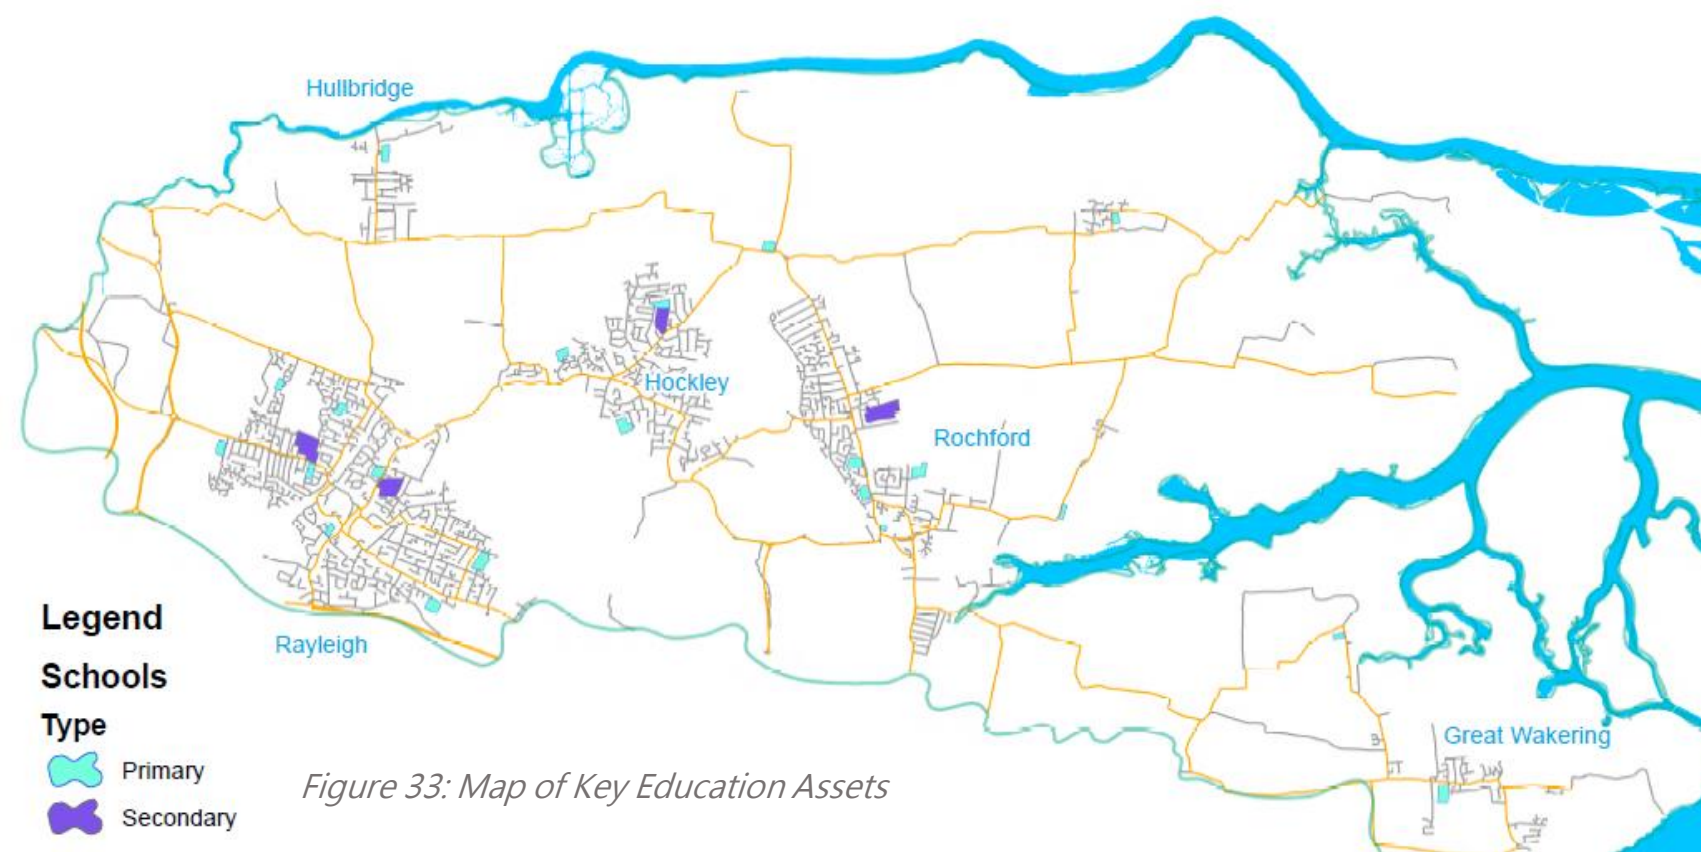 Hullbridge
Hockley
Rochford
Rayleigh
Great Wakering
Legend
Schools
Type
Primary
Secondary
Figure 33: Map of Key Education Assets